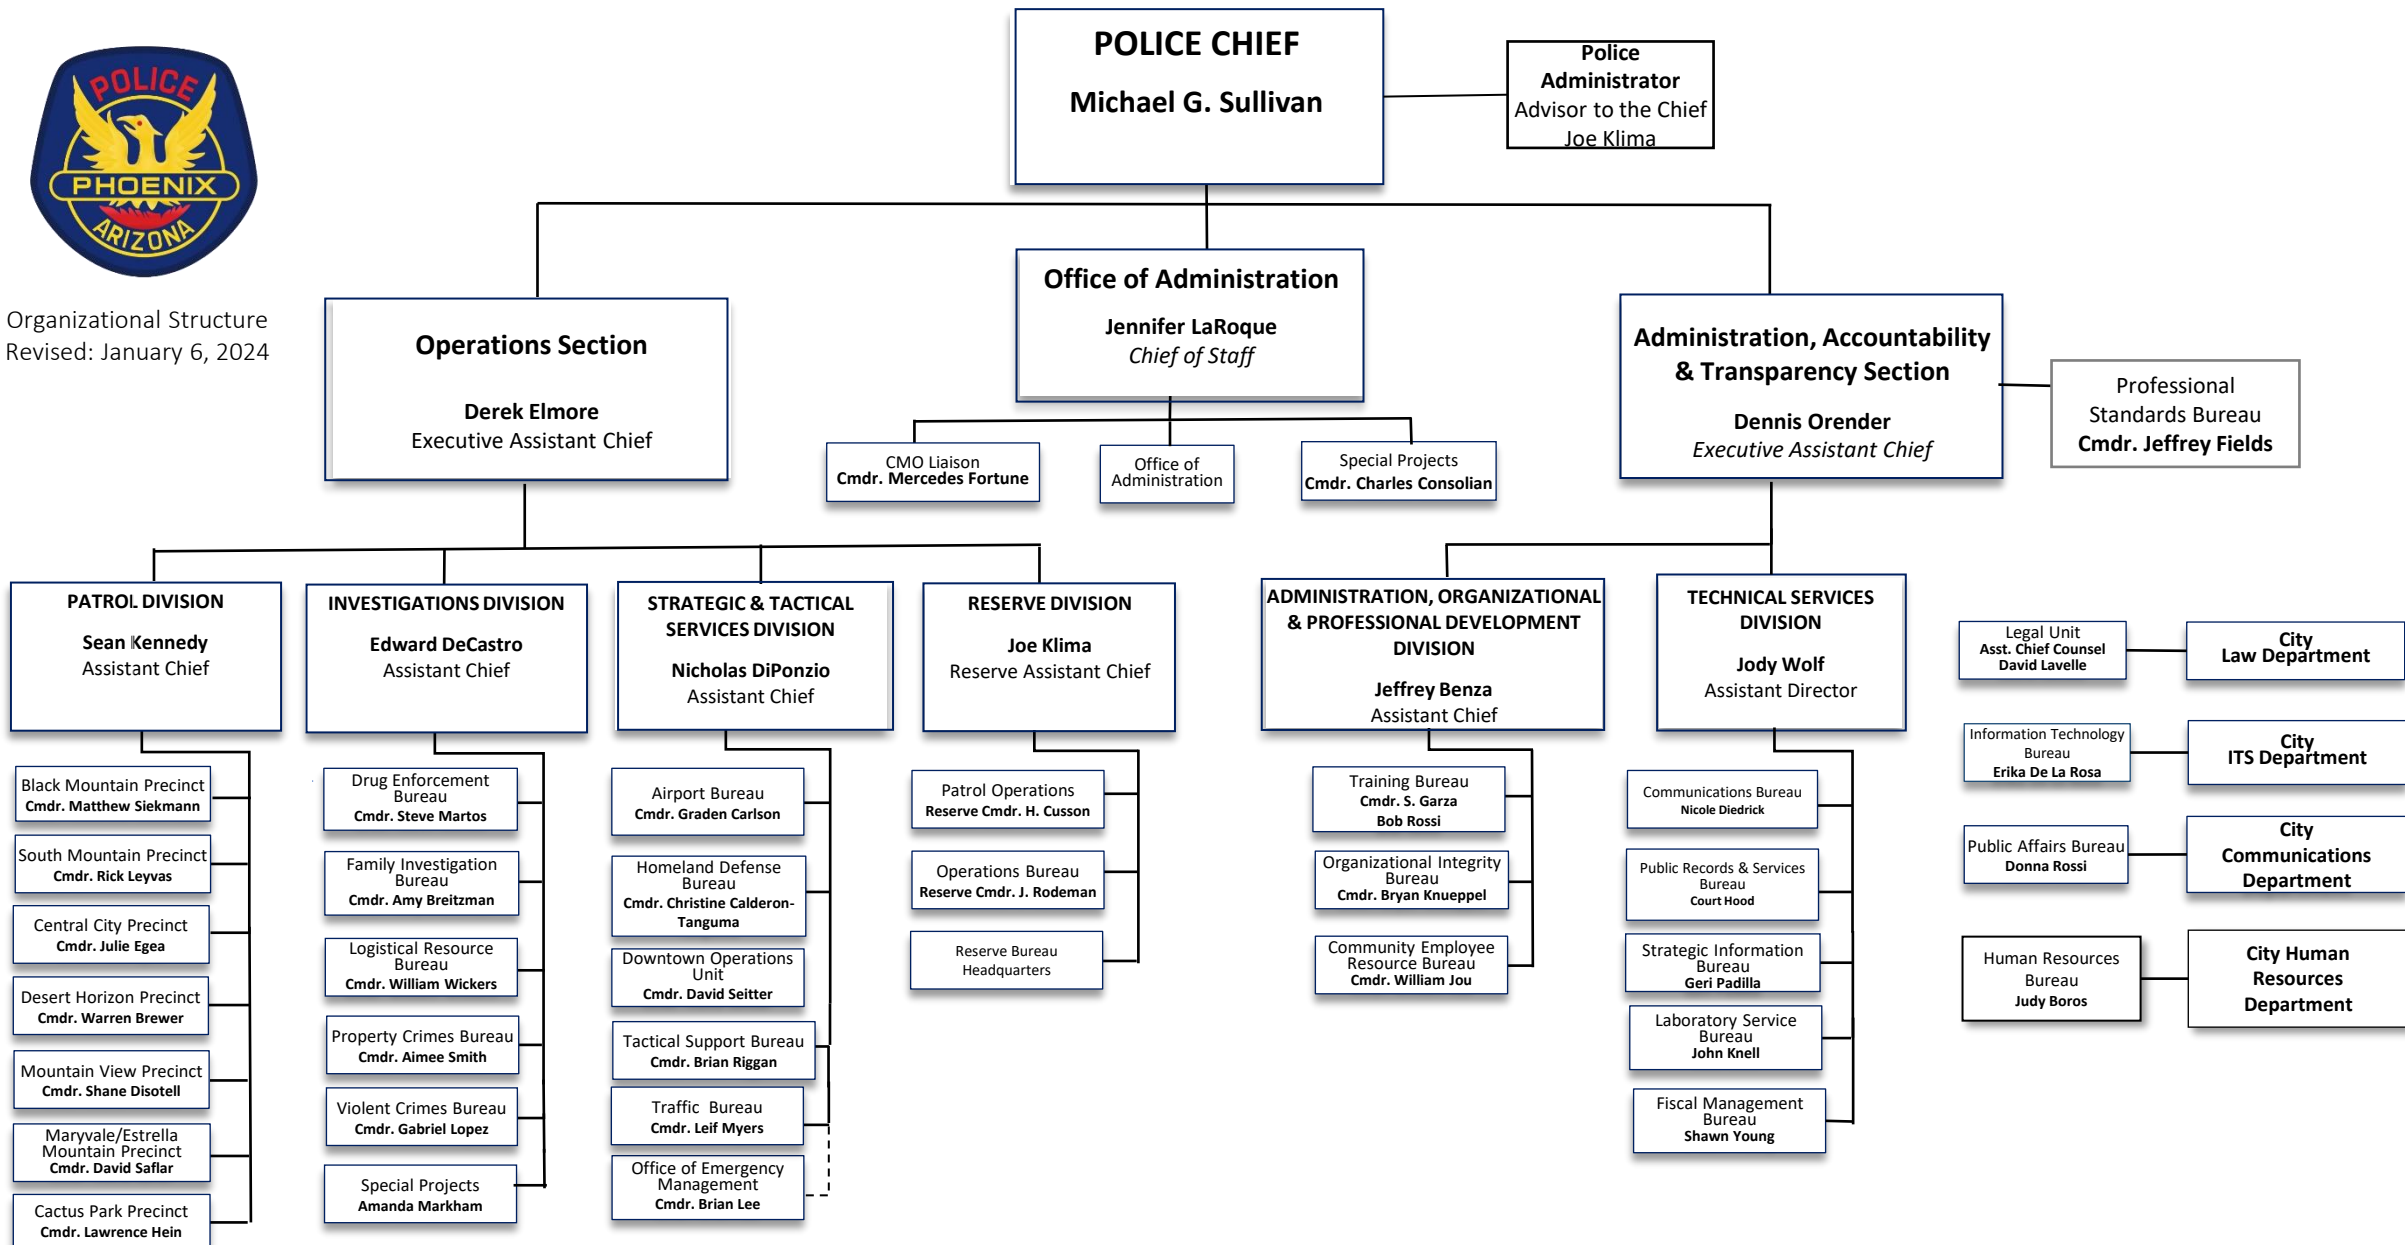 POLICE
PHOENIX
ARIZONA
Organizational Structure
Revised: January 6, 2024
POLICE CHIEF
Michael G. Sullivan
Police
Administrator
Advisor to the Chief
Joe Klima
Operations Section
Derek Elmore
Executive Assistant Chief
Office of Administration
Jennifer LaRoque
Chief of Staff
Administration, Accountability
& Transparency Section
Dennis Orender
Executive Assistant Chief
Professional
Standards Bureau
Cmdr. Jeffrey Fields
CMO Liaison
Cmdr. Mercedes Fortune
Office of
Administration
Special Projects
Cmdr. Charles Consolian
PATROL DIVISION
Sean Kennedy
Assistant Chief
Black Mountain Precinct
Cmdr. Matthew Siekmann
South Mountain Precinct
Cmdr. Rick Leyvas
Central City Precinct
Cmdr. Julie Egea
Desert Horizon Precinct
Cmdr. Warren Brewer
Mountain View Precinct
Cmdr. Shane Disotell
Maryvale/Estrella
Mountain Precinct
Cmdr. David Saflar
Cactus Park Precinct
Cmdr. Lawrence Hein
INVESTIGATIONS DIVISION
Edward DeCastro
Assistant Chief
Drug Enforcement
Bureau
Cmdr. Steve Martos
Family Investigation
Bureau
Cmdr. Amy Breitzman
Logistical Resource
Bureau
Cmdr. William Wickers
Property Crimes Bureau
Cmdr. Aimee Smith
Violent Crimes Bureau
Cmdr. Gabriel Lopez
Special Projects
Amanda Markham
STRATEGIC & TACTICAL
SERVICES DIVISION
Nicholas DiPonzio
Assistant Chief
Airport Bureau
Cmdr. Graden Carlson
Homeland Defense
Bureau
Cmdr. Christine Calderon-
Tanguma
Downtown Operations
Unit
Cmdr. David Seitter
Tactical Support Bureau
Cmdr. Brian Riggan
Traffic Bureau
Cmdr. Leif Myers
Office of Emergency
Management
Cmdr. Brian Lee
RESERVE DIVISION
Joe Klima
Reserve Assistant Chief
Patrol Operations
Reserve Cmdr. H. Cusson
Operations Bureau
Reserve Cmdr. J. Rodeman
Reserve Bureau
Headquarters
ADMINISTRATION, ORGANIZATIONAL
& PROFESSIONAL DEVELOPMENT
DIVISION
Jeffrey Benza
Assistant Chief
Training Bureau
Cmdr. S. Garza
Bob Rossi
Organizational Integrity
Bureau
Cmdr. Bryan Knueppel
Community Employee
Resource Bureau
Cmdr. William Jou
TECHNICAL SERVICES
DIVISION
Jody Wolf
Assistant Director
Communications Bureau
Nicole Diedrick
Public Records & Services
Bureau
Court Hood
Strategic Information
Bureau
Geri Padilla
Laboratory Service
Bureau
John Knell
Fiscal Management
Bureau
Shawn Young
Legal Unit
Asst. Chief Counsel
David Lavelle
City
Law Department
Information Technology
Bureau
Erika De La Rosa
City
ITS Department
Public Affairs Bureau
Donna Rossi
City
Communications
Department
Human Resources
Bureau
Judy Boros
City Human
Resources
Department